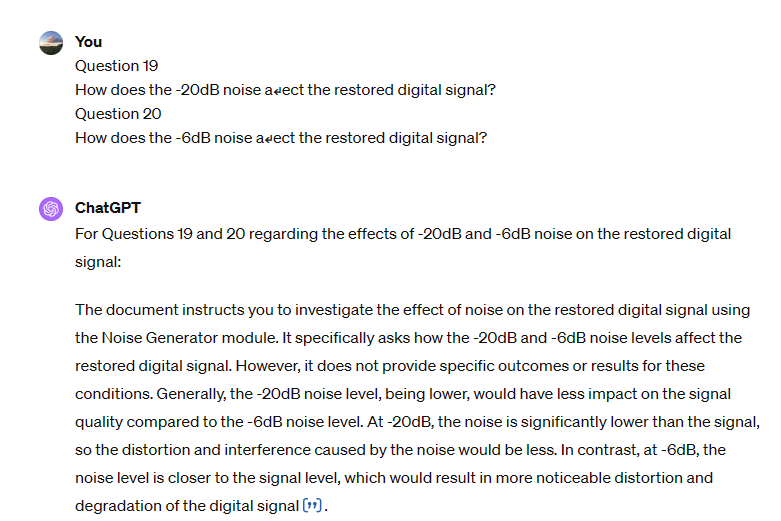 You
Question 19
How does the -20dB noise a↵ect the restored digital signal?
Question 20
How does the -6dB noise a↵ect the restored digital signal?
ChatGPT
For Questions 19 and 20 regarding the effects of -20dB and -6dB noise on the restored digital
signal:
The document instructs you to investigate the effect of noise on the restored digital signal using
the Noise Generator module. It specifically asks how the -20dB and -6dB noise levels affect the
restored digital signal. However, it does not provide specific outcomes or results for these
conditions. Generally, the -20dB noise level, being lower, would have less impact on the signal
quality compared to the -6dB noise level. At -20dB, the noise is significantly lower than the signal,
so the distortion and interference caused by the noise would be less. In contrast, at -6dB, the
noise level is closer to the signal level, which would result in more noticeable distortion and
degradation of the digital signal [”].